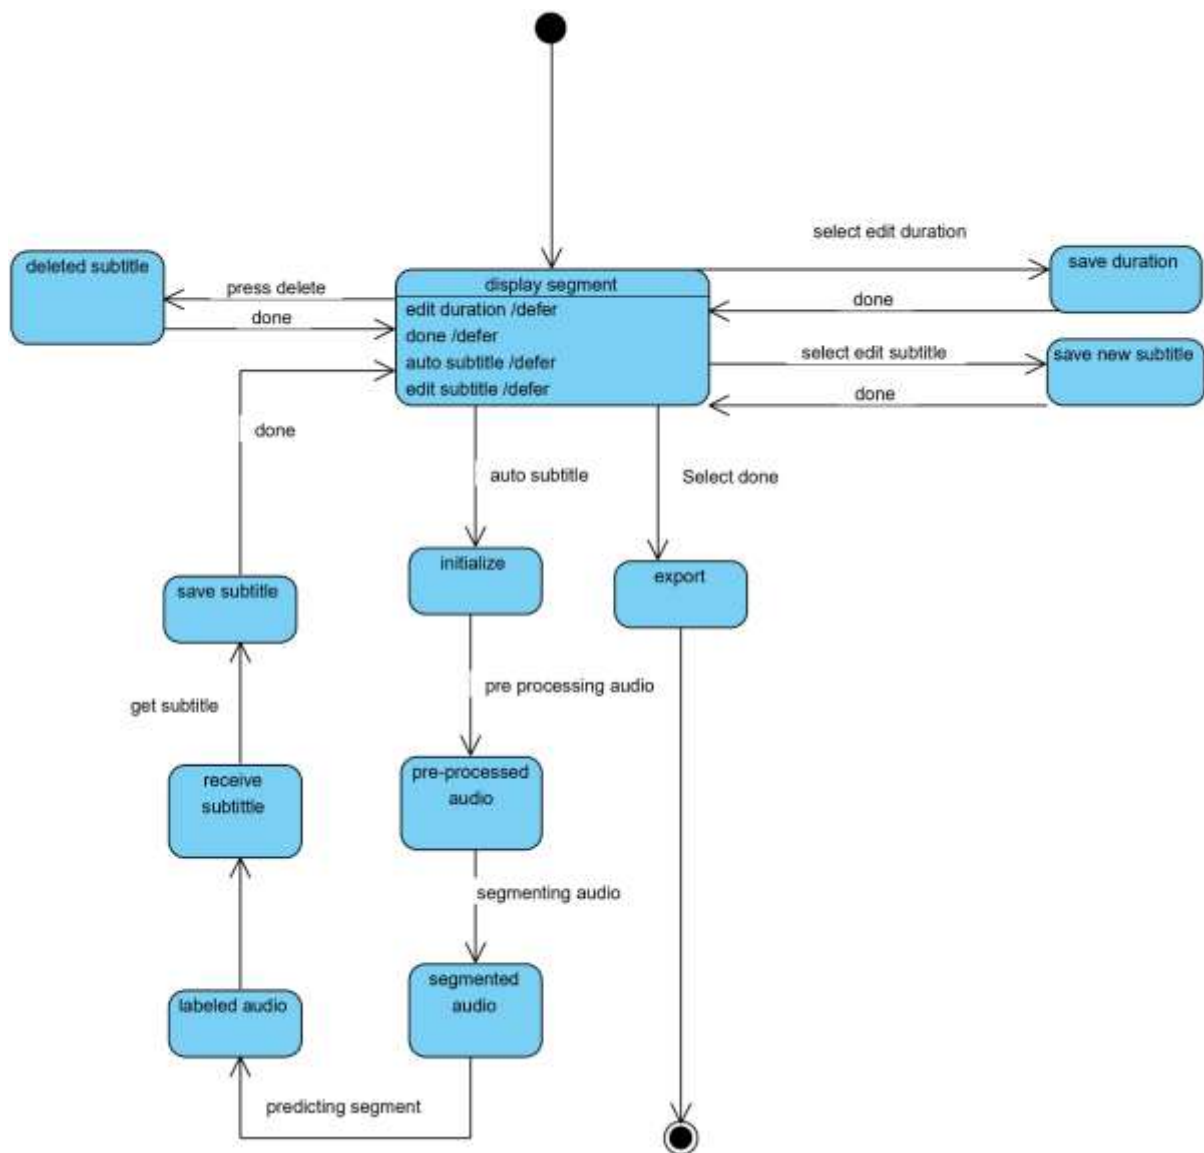 select edit duration
deleted subtitle
save duration
display segment
press delete
edit duration /defer
done
done
done /defer
auto subtitle /defer
select edit subtitle
save new subtitle
edit subtitle /defer
done
done
auto subtitle
Select done
initialize
export
save subtitle
pre processing audio
get subtitle
pre-processed
audio
receive
subtittle
segmenting audio
segmented
audio
labeled audio
predicting segment